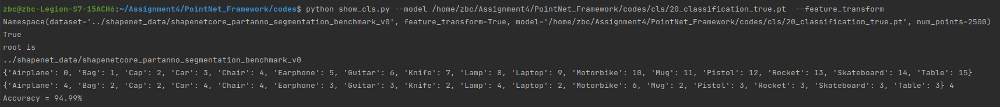 zbc@zbc-Legion-S7-15ACH6:~/Assignment4/PointNet_Framework/codes$ python show_cls.py --model /home/zbc/Assignment4/PointNet_Framework/codes/cls/20_classification_true.pt  --feature_transform
Namespace(dataset='../shapenet_data/shapenetcore_partanno_segmentation_benchmark_v0', feature_transform=True, model='/home/zbc/Assignment4/PointNet_Framework/codes/cls/20_classification_true.pt', num_points=2500)
True
root is
../shapenet_data/shapenetcore_partanno_segmentation_benchmark_v0
{'Airplane': 0, 'Bag': 1, 'Cap': 2, 'Car': 3, 'Chair': 4, 'Earphone': 5, 'Guitar': 6, 'Knife': 7, 'Lamp': 8, 'Laptop': 9, 'Motorbike': 10, 'Mug': 11, 'Pistol': 12, 'Rocket': 13, 'Skateboard': 14, 'Table': 15}
{'Airplane': 4, 'Bag': 2, 'Cap': 2, 'Car': 4, 'Chair': 4, 'Earphone': 3, 'Guitar': 3, 'Knife': 2, 'Lamp': 4, 'Laptop': 2, 'Motorbike': 6, 'Mug': 2, 'Pistol': 3, 'Rocket': 3, 'Skateboard': 3, 'Table': 3} 4
Accuracy = 94.99%